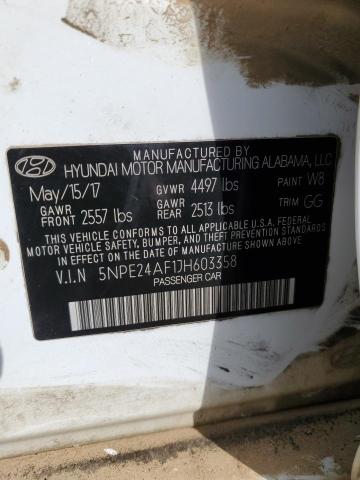 MANUFACTURED BY
HYUNDAI MOTOR MANUFACTURING ALABAMA, LLC
May/15/17 GVWR 4497 lbs PAINT W8
GAWR FRONT 2557 lbs GAWR REAR 2513 lbs TRIM GG
THIS VEHICLE CONFORMS TO ALL APPLICABLE FEDERAL
MOTOR VEHICLE SAFETY, BUMPER, AND THEFT PREVENTION
STANDARDS IN EFFECT ON THE DATE OF MANUFACTURE SHOWN ABOVE.
V.I.N 5NPE24AF1JH603358
PASSENGER CAR